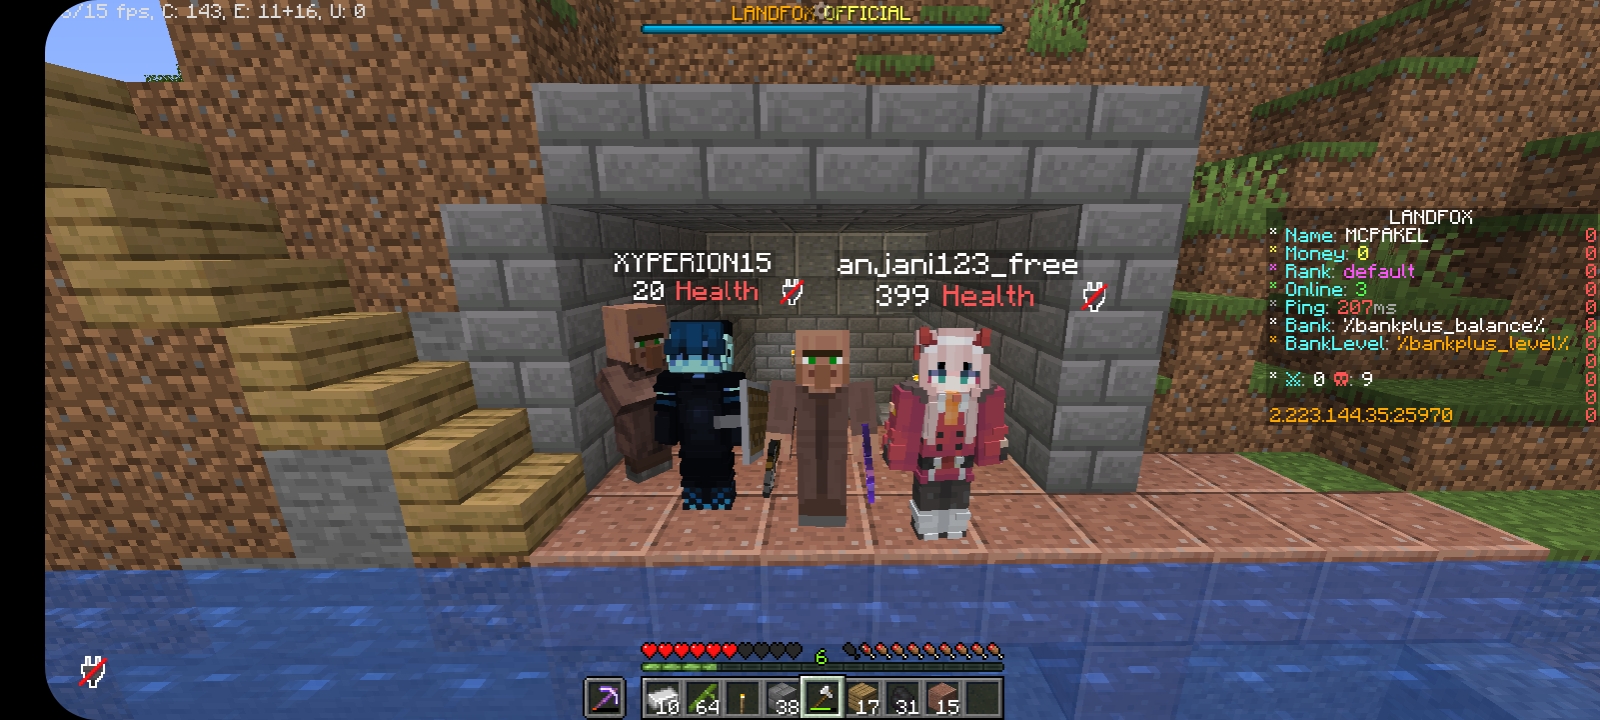 /15 fps, C: 143, E: 11+16, U: 0
LANDFOX OFFICIAL
XYPERION15
20 Health
anjani123_free
399 Health
LANDFOX
* Name: MCPAKEL 0
* Money: 0 0
* Rank: default 0
* Online: 3 0
* Ping: 207ms 0
* Bank: %bankplus_balance% 0
* BankLevel: %bankplus_level% 0
0
* ⚔: 0 ☠: 9 0
0
2.223.144.35:25970 0
6
10 64 38 17 31 15